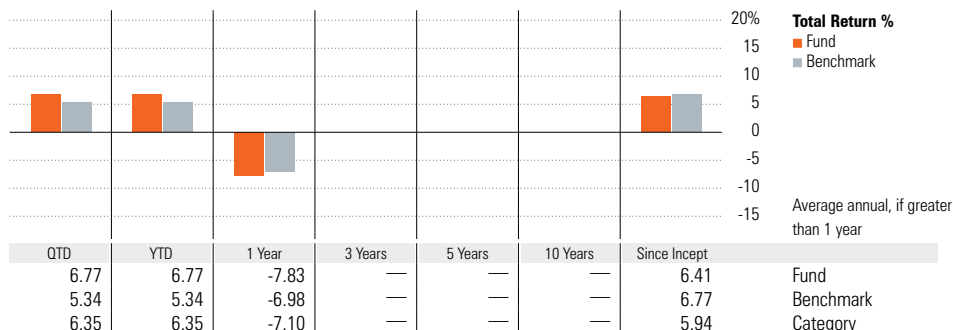 20%
15
10
5
0
-5
-10
-15
Total Return %
Fund
Benchmark
Average annual, if greater
than 1 year
QTD YTD 1 Year 3 Years 5 Years 10 Years Since Incept
6.77 6.77 -7.83 — — — 6.41 Fund
5.34 5.34 -6.98 — — — 6.77 Benchmark
6.35 6.35 -7.10 — — — 5.94 Category